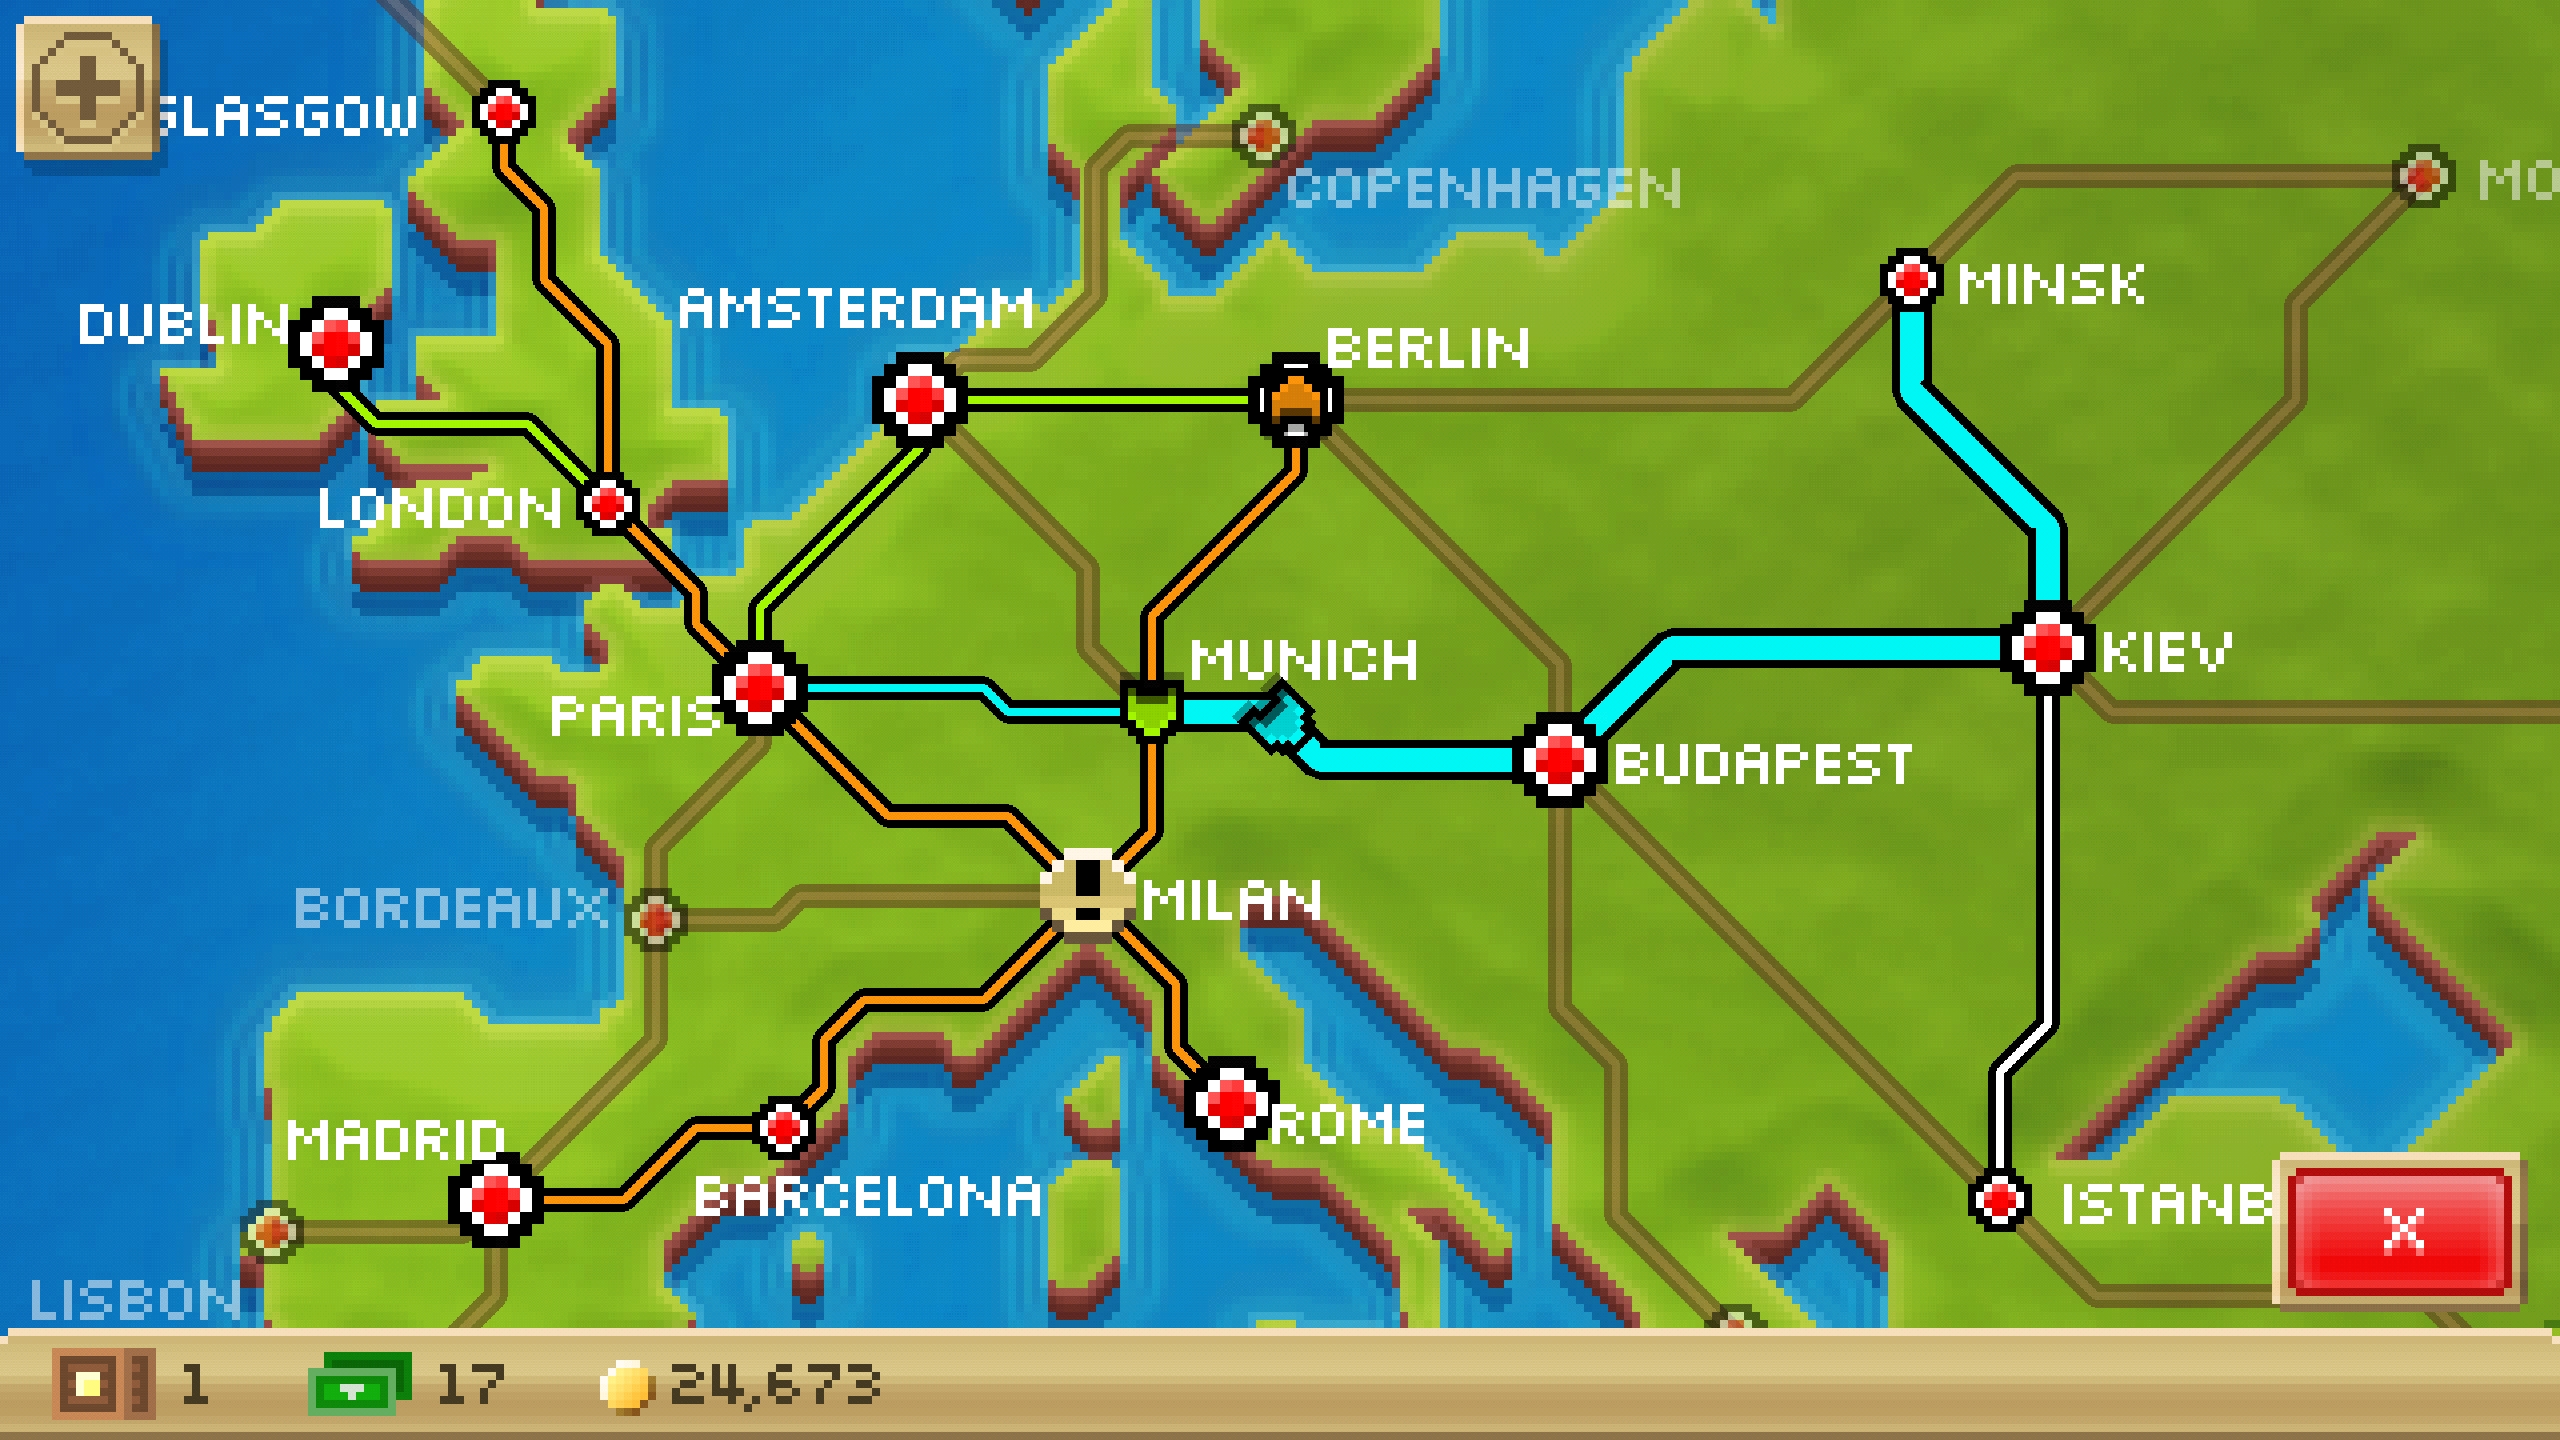 GLASGOW
COPENHAGEN
MO
MINSK
DUBLIN
AMSTERDAM
BERLIN
LONDON
MUNICH
KIEV
PARIS
BUDAPEST
BORDEAUX
MILAN
MADRID
ROME
BARCELONA
ISTANB
X
LISBON
1 17 24,673